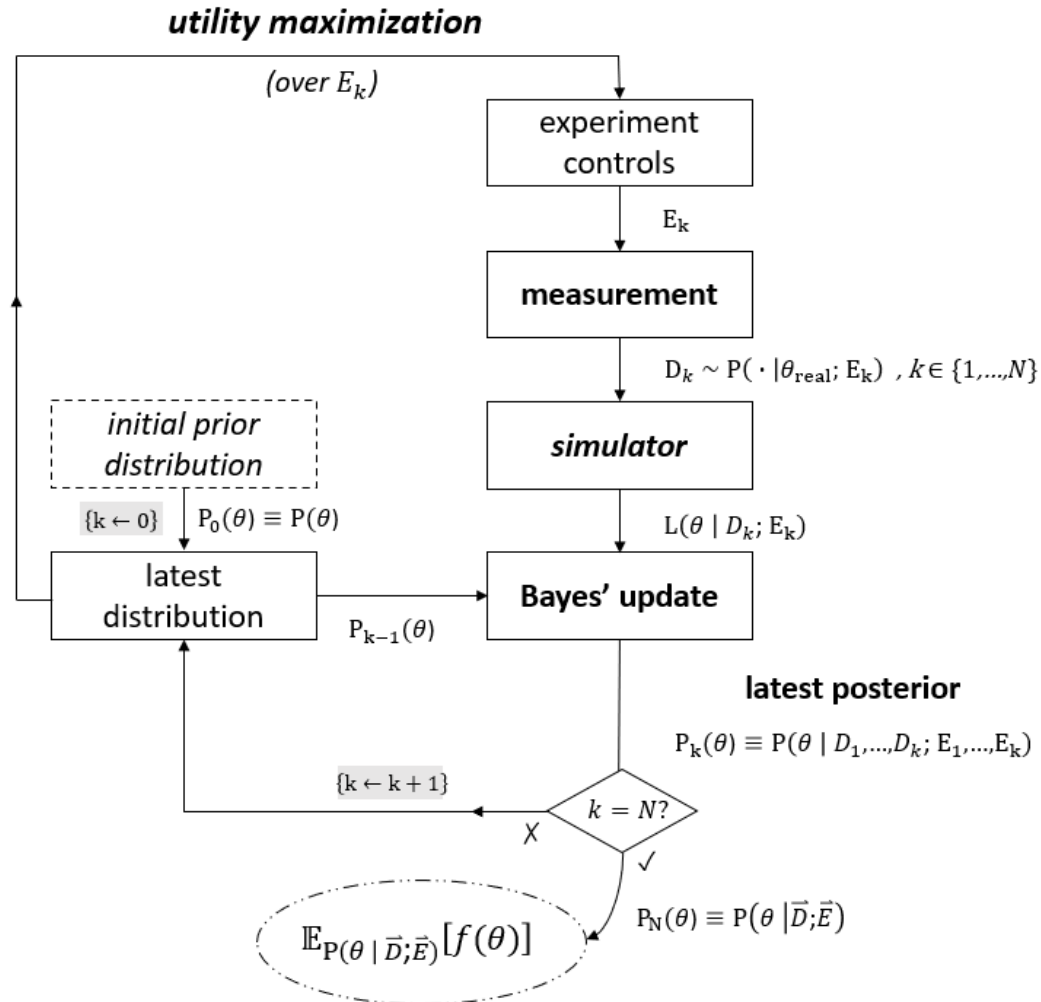 utility maximization
(over E_k)
experiment
controls
E_k
measurement
D_k ∼ P( · |θ_real; E_k) , k ∈ {1,...,N}
initial prior
distribution
simulator
{k ← 0}
P_0(θ) ≡ P(θ)
L(θ | D_k; E_k)
latest
distribution
Bayes’ update
P_{k−1}(θ)
latest posterior
P_k(θ) ≡ P(θ | D_1,...,D_k; E_1,...,E_k)
{k ← k + 1}
k = N?
✗
✓
P_N(θ) ≡ P(θ |D⃗;E⃗)
𝔼_{P(θ | D⃗;E⃗)}[f(θ)]